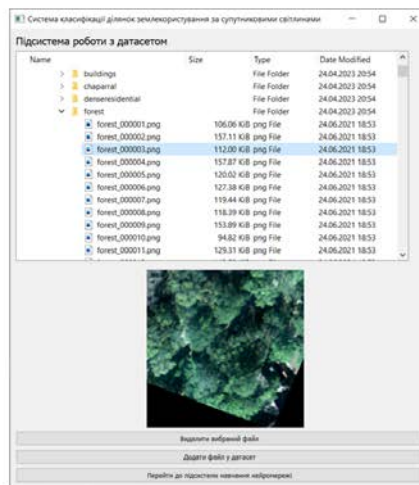 Система класифікації ділянок землекористування за супутниковими світлинами
Підсистема роботи з датасетом
Name Size Type Date Modified
buildings File Folder 24.04.2023 20:54
chaparral File Folder 24.04.2023 20:54
denseresidential File Folder 24.04.2023 20:54
forest File Folder 24.04.2023 20:54
forest_000001.png 106.06 KiB png File 24.06.2021 18:53
forest_000002.png 157.11 KiB png File 24.06.2021 18:53
forest_000003.png 112.00 KiB png File 24.06.2021 18:53
forest_000004.png 157.87 KiB png File 24.06.2021 18:53
forest_000005.png 120.02 KiB png File 24.06.2021 18:53
forest_000006.png 127.38 KiB png File 24.06.2021 18:53
forest_000007.png 119.44 KiB png File 24.06.2021 18:53
forest_000008.png 118.39 KiB png File 24.06.2021 18:53
forest_000009.png 153.89 KiB png File 24.06.2021 18:53
forest_000010.png 94.82 KiB png File 24.06.2021 18:53
forest_000011.png 129.31 KiB png File 24.06.2021 18:53
Видалити вибраний файл
Додати файл у датасет
Перейти до підсистеми навчання нейромережі